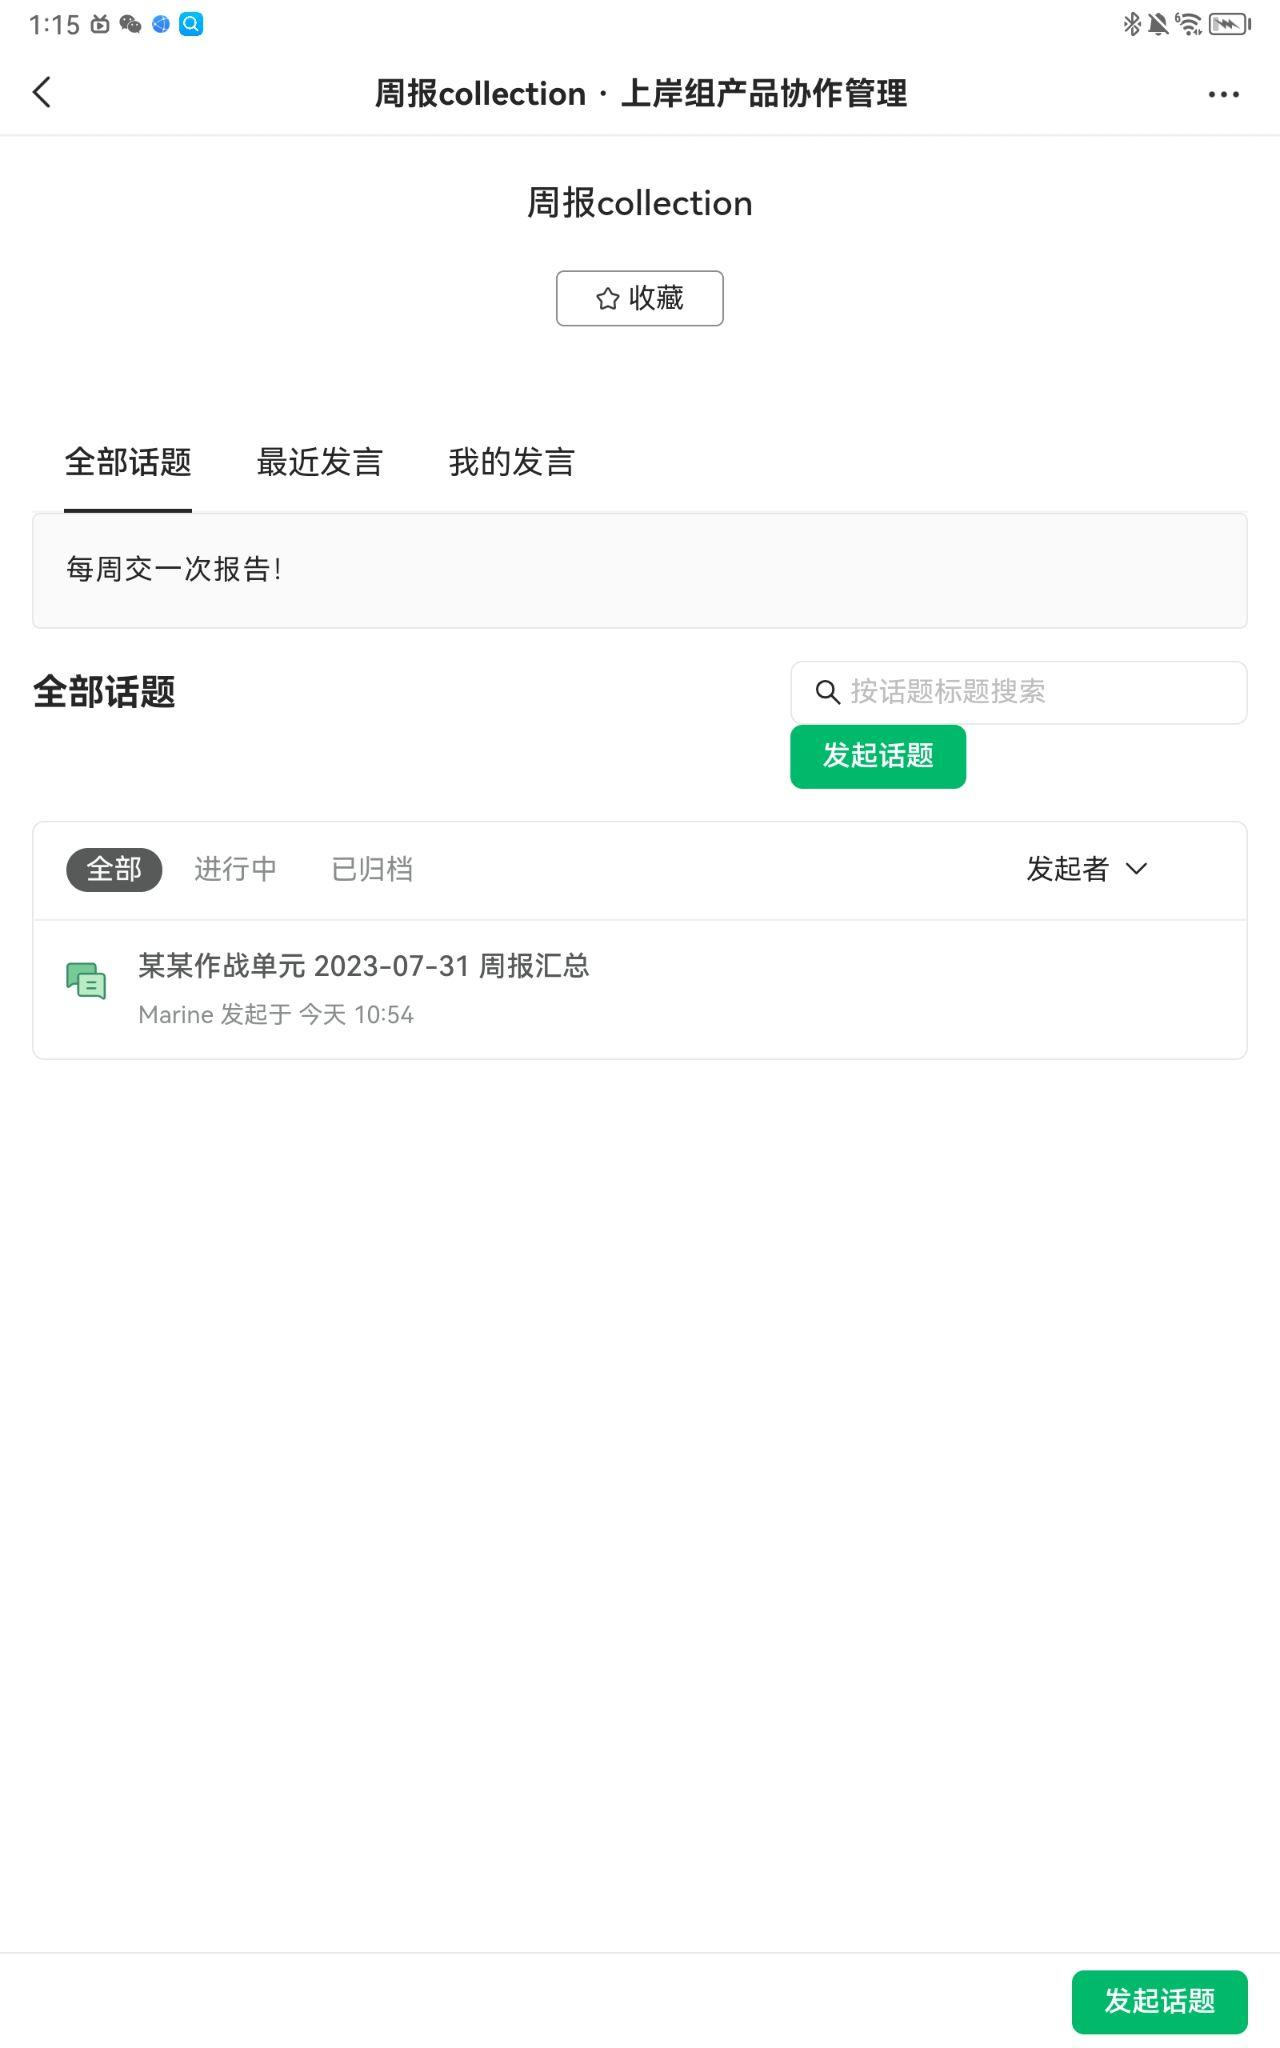 1:15
周报collection · 上岸组产品协作管理
周报collection
收藏
全部话题 最近发言 我的发言
每周交一次报告！
全部话题
按话题标题搜索
发起话题
全部 进行中 已归档 发起者
某某作战单元 2023-07-31 周报汇总
Marine 发起于 今天 10:54
发起话题